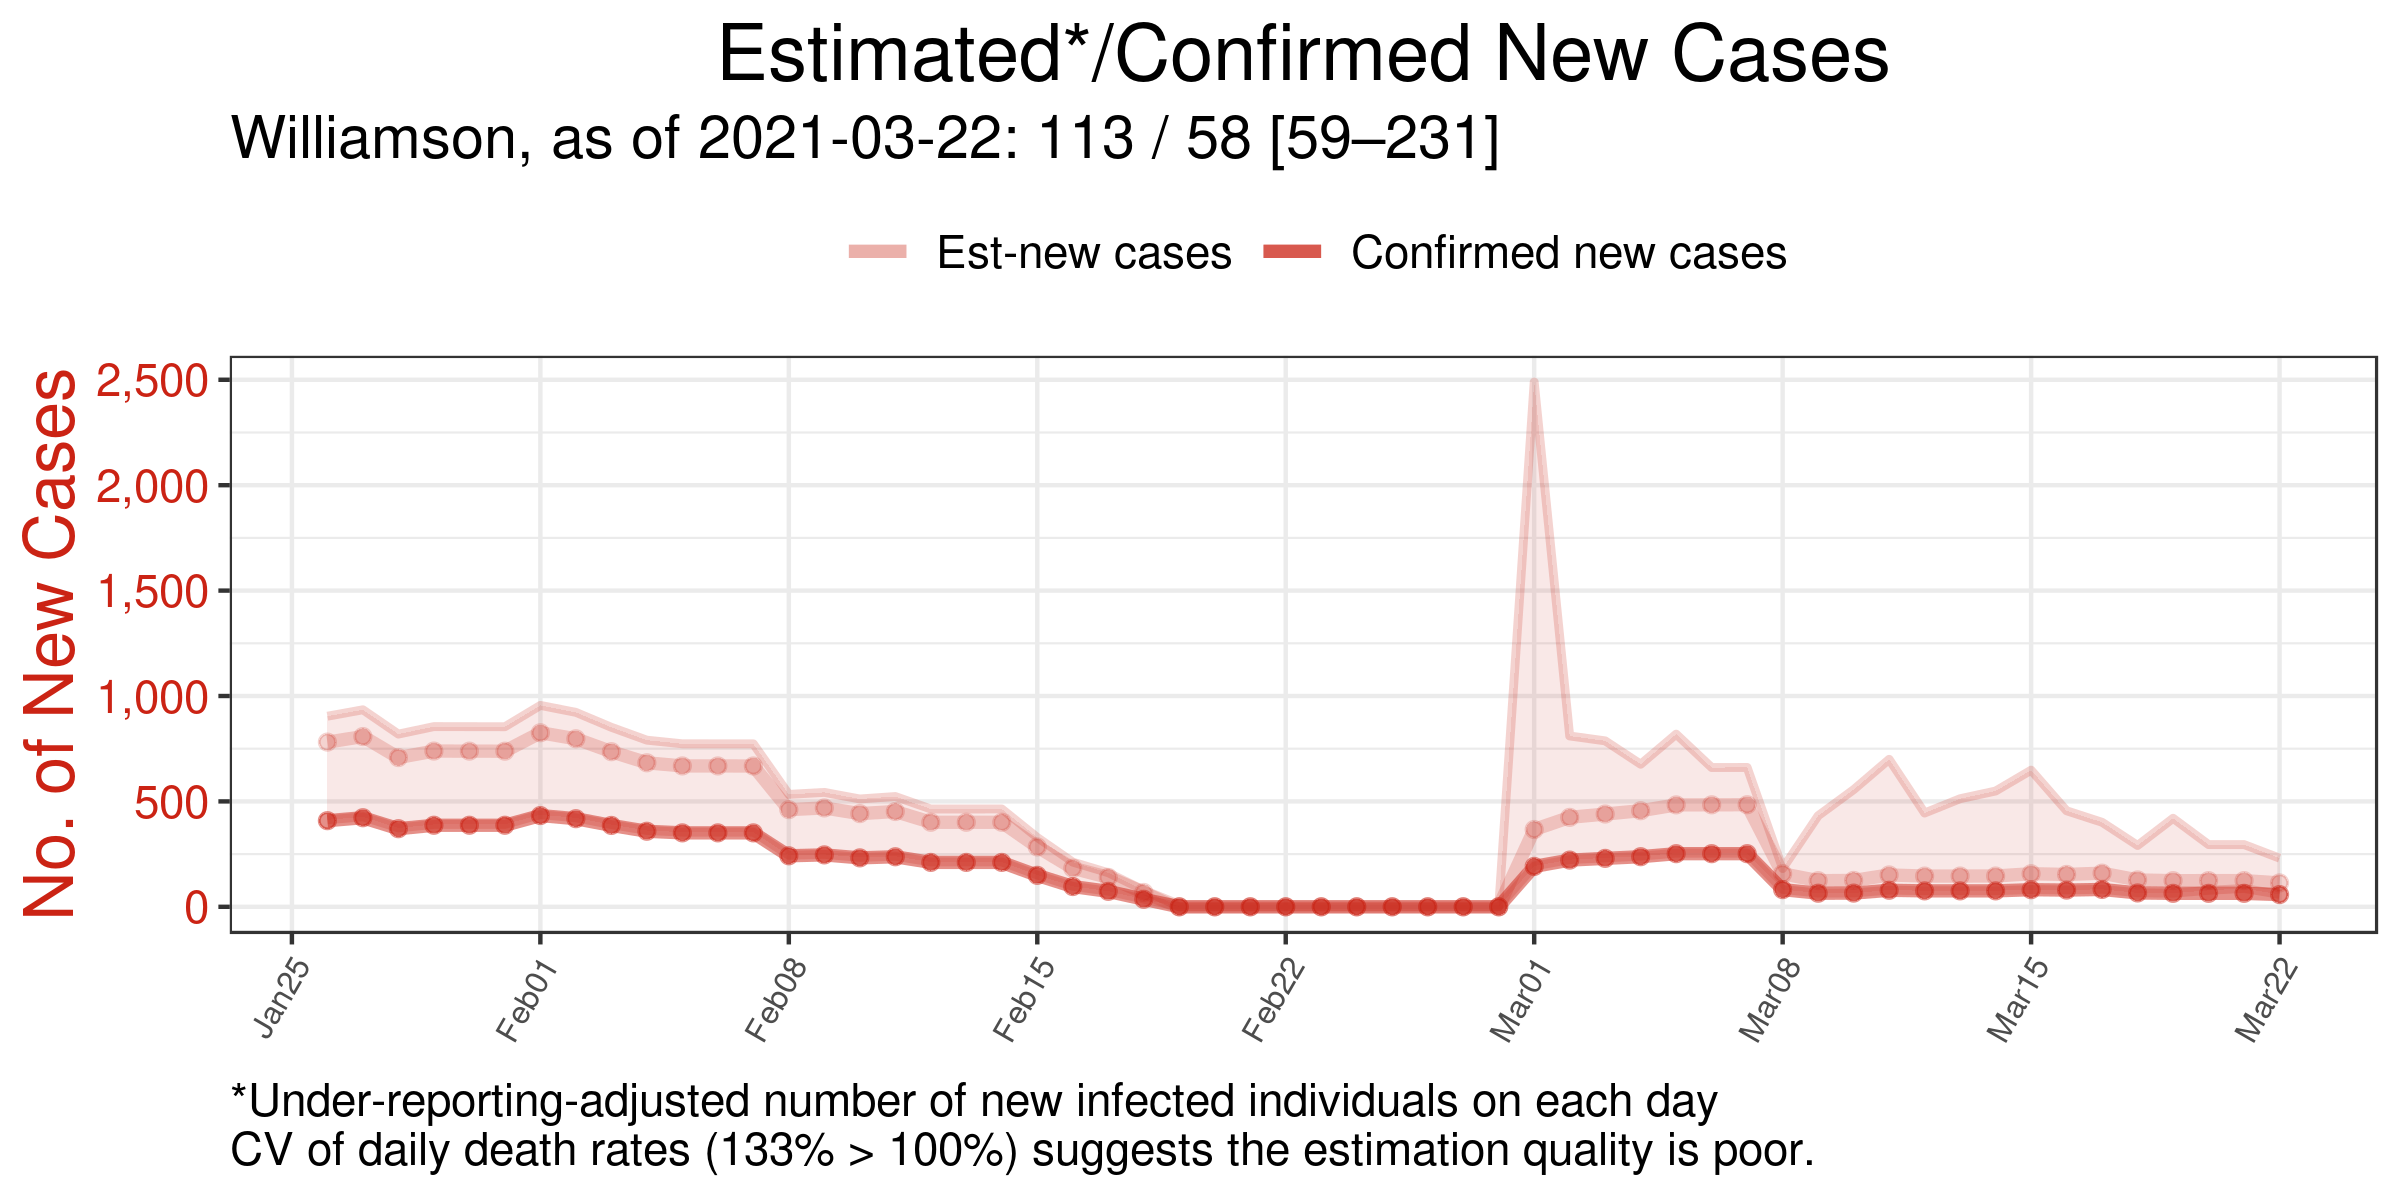 Estimated*/Confirmed New Cases
Williamson, as of 2021-03-22: 113 / 58 [59–231]
Est-new cases
Confirmed new cases
No. of New Cases
2,500
2,000
1,500
1,000
500
0
Jan25
Feb01
Feb08
Feb15
Feb22
Mar01
Mar08
Mar15
Mar22
*Under-reporting-adjusted number of new infected individuals on each day
CV of daily death rates (133% > 100%) suggests the estimation quality is poor.